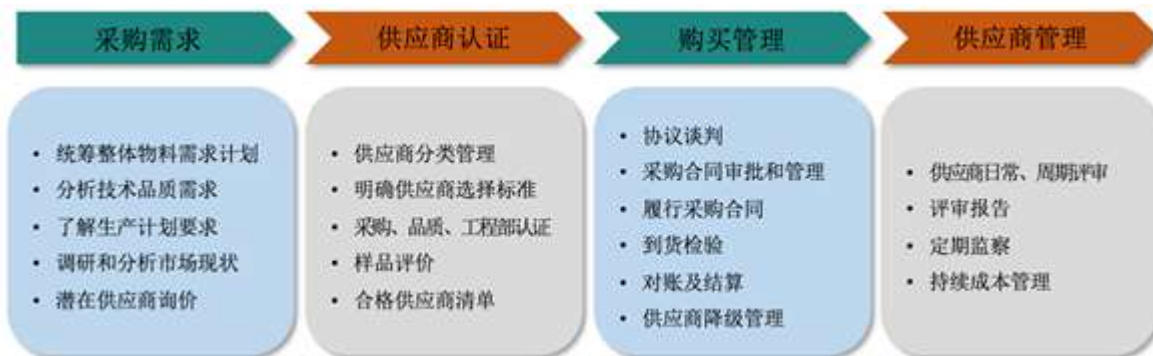 采购需求
供应商认证
购买管理
供应商管理
• 统筹整体物料需求计划
• 分析技术品质需求
• 了解生产计划要求
• 调研和分析市场现状
• 潜在供应商询价
• 供应商分类管理
• 明确供应商选择标准
• 采购、品质、工程部认证
• 样品评价
• 合格供应商清单
• 协议谈判
• 采购合同审批和管理
• 履行采购合同
• 到货检验
• 对账及结算
• 供应商降级管理
• 供应商日常、周期评审
• 评审报告
• 定期监察
• 持续成本管理